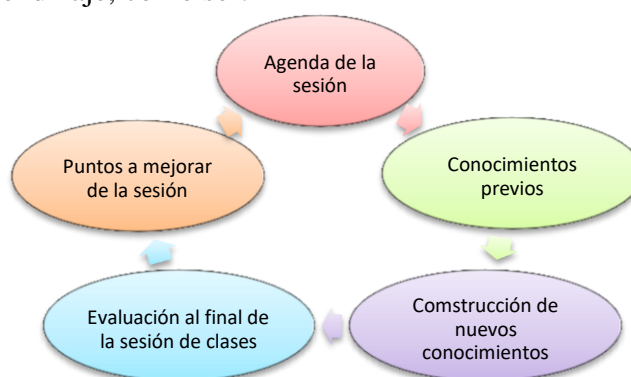 Agenda de la
sesión
Conocimientos
previos
Comstrucción de
nuevos
conocimientos
Evaluación al final de
la sesión de clases
Puntos a mejorar
de la sesión